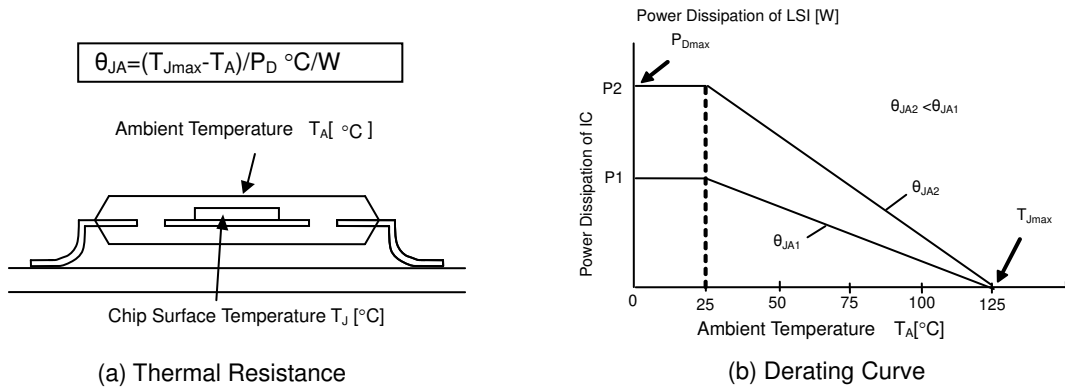 θJA=(TJmax-TA)/PD °C/W
Ambient Temperature TA[ °C ]
Chip Surface Temperature TJ [°C]
(a) Thermal Resistance
Power Dissipation of LSI [W]
PDmax
P2
θJA2 <θJA1
Power Dissipation of IC
P1
θJA2
TJmax
θJA1
0 25 50 75 100 125
Ambient Temperature TA[°C]
(b) Derating Curve